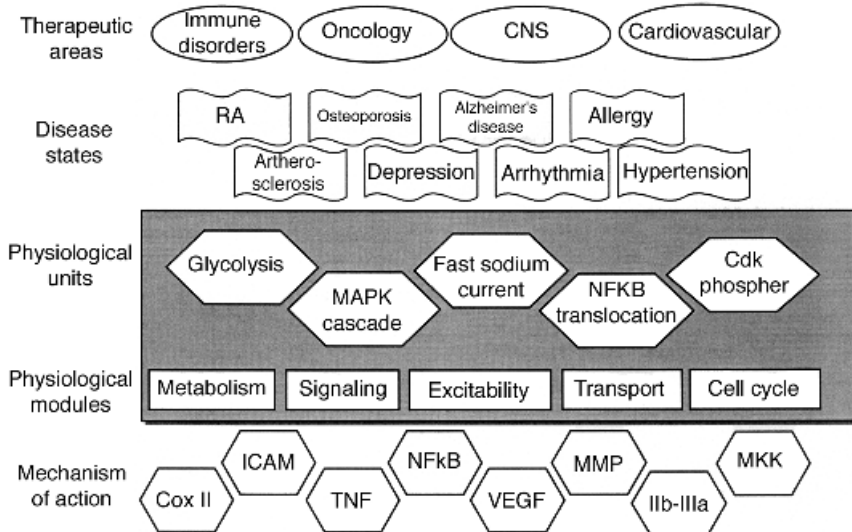 Therapeutic
areas
Immune
disorders
Oncology
CNS
Cardiovascular
Disease
states
RA
Osteoporosis
Alzheimer's
disease
Allergy
Arthero-
sclerosis
Depression
Arrhythmia
Hypertension
Physiological
units
Glycolysis
MAPK
cascade
Fast sodium
current
NFKB
translocation
Cdk
phospher
Physiological
modules
Metabolism
Signaling
Excitability
Transport
Cell cycle
Mechanism
of action
Cox II
ICAM
TNF
NFkB
VEGF
MMP
IIb-IIIa
MKK